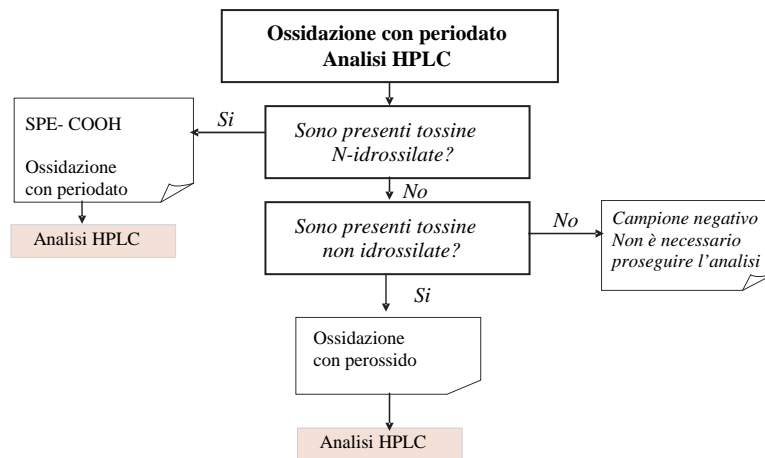 Ossidazione con periodato
Analisi HPLC
Si
SPE- COOH
Ossidazione
con periodato
Analisi HPLC
Sono presenti tossine
N-idrossilate?
No
Sono presenti tossine
non idrossilate?
No
Campione negativo
Non è necessario
proseguire l'analisi
Si
Ossidazione
con perossido
Analisi HPLC